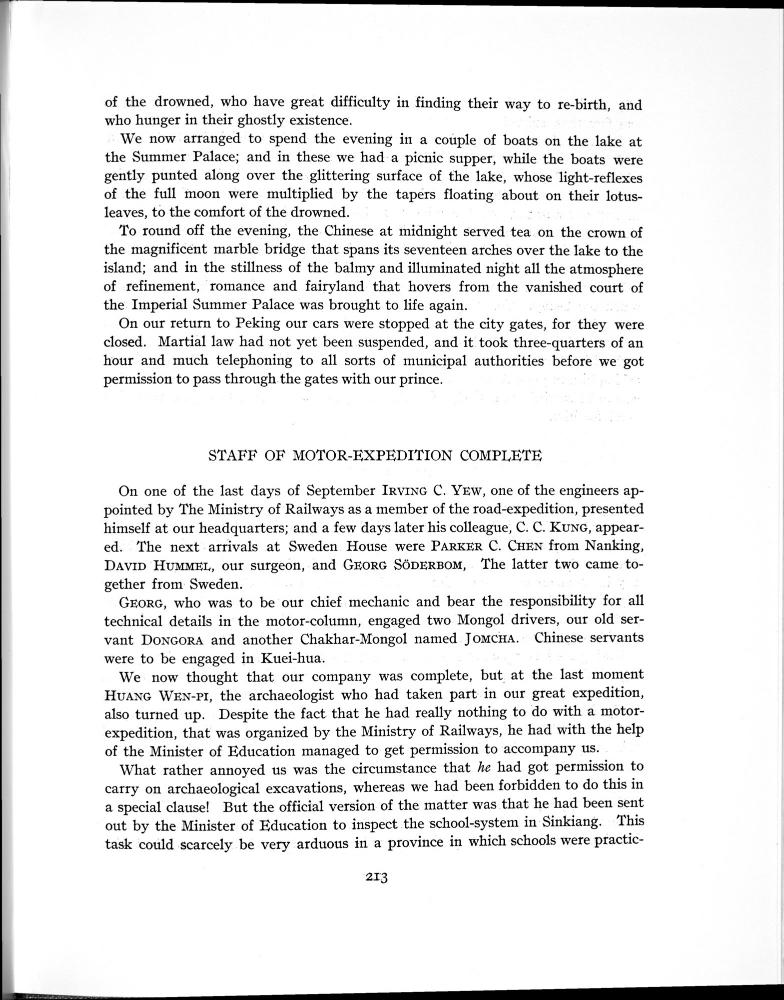 of the drowned, who have great difficulty in finding their way to re-birth, and
who hunger in their ghostly existence.
We now arranged to spend the evening in a couple of boats on the lake at
the Summer Palace; and in these we had a picnic supper, while the boats were
gently punted along over the glittering surface of the lake, whose light-reflexes
of the full moon were multiplied by the tapers floating about on their lotus-
leaves, to the comfort of the drowned.
To round off the evening, the Chinese at midnight served tea on the crown of
the magnificent marble bridge that spans its seventeen arches over the lake to the
island; and in the stillness of the balmy and illuminated night all the atmosphere
of refinement, romance and fairyland that hovers from the vanished court of
the Imperial Summer Palace was brought to life again.
On our return to Peking our cars were stopped at the city gates, for they were
closed. Martial law had not yet been suspended, and it took three-quarters of an
hour and much telephoning to all sorts of municipal authorities before we got
permission to pass through the gates with our prince.
STAFF OF MOTOR-EXPEDITION COMPLETE
On one of the last days of September IRVING C. YEW, one of the engineers ap-
pointed by The Ministry of Railways as a member of the road-expedition, presented
himself at our headquarters; and a few days later his colleague, C. C. KUNG, appear-
ed. The next arrivals at Sweden House were PARKER C. CHEN from Nanking,
DAVID HUMMEL, our surgeon, and GEORG SÖDERBOM, The latter two came to-
gether from Sweden.
GEORG, who was to be our chief mechanic and bear the responsibility for all
technical details in the motor-column, engaged two Mongol drivers, our old ser-
vant DONGORA and another Chakhar-Mongol named JOMCHA. Chinese servants
were to be engaged in Kuei-hua.
We now thought that our company was complete, but at the last moment
HUANG WEN-PI, the archaeologist who had taken part in our great expedition,
also turned up. Despite the fact that he had really nothing to do with a motor-
expedition, that was organized by the Ministry of Railways, he had with the help
of the Minister of Education managed to get permission to accompany us.
What rather annoyed us was the circumstance that he had got permission to
carry on archaeological excavations, whereas we had been forbidden to do this in
a special clause! But the official version of the matter was that he had been sent
out by the Minister of Education to inspect the school-system in Sinkiang. This
task could scarcely be very arduous in a province in which schools were practic-
213